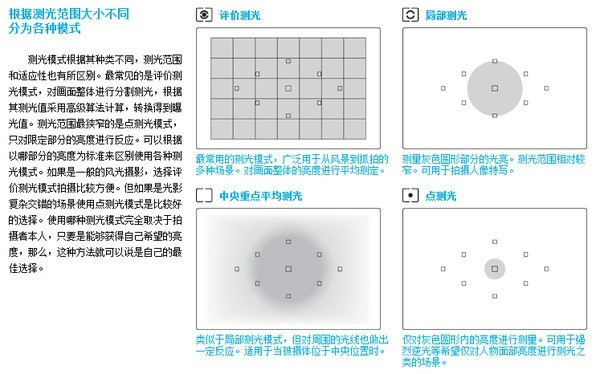 根据测光范围大小不同
分为各种模式
测光模式根据其种类不同，测光范围
和适应性也有所区别。最常见的是评价测
光模式，对画面整体进行分割测光，根据
其测光值采用高级算法计算，转换得到曝
光值。测光范围最狭窄的是点测光模式，
只对限定部分的亮度进行反应。可以根据
以哪部分的亮度为标准来区别使用各种测
光模式。如果是一般的风光摄影，选择评
价测光模式拍摄比较方便。但如果是光影
复杂交错的场景使用点测光模式是比较好
的选择。使用哪种测光模式完全取决于拍
摄者本人，只要是能够获得自己希望的亮
度，那么，这种方法就可以说是自己的最
佳选择。
评价测光
最常用的测光模式，广泛用于从风景到抓拍的
多种场景。对画面整体的亮度进行平均测定。
局部测光
测量灰色圆形部分的光亮。测光范围相对较
窄。可用于拍摄人像特写。
中央重点平均测光
类似于局部测光模式，但对周围的光线也做出
一定反应。适用于当被摄体位于中央位置时。
点测光
仅对灰色圆形内的亮度进行测量。可用于强
烈逆光等希望仅对人物面部亮度进行测光之
类的场景。